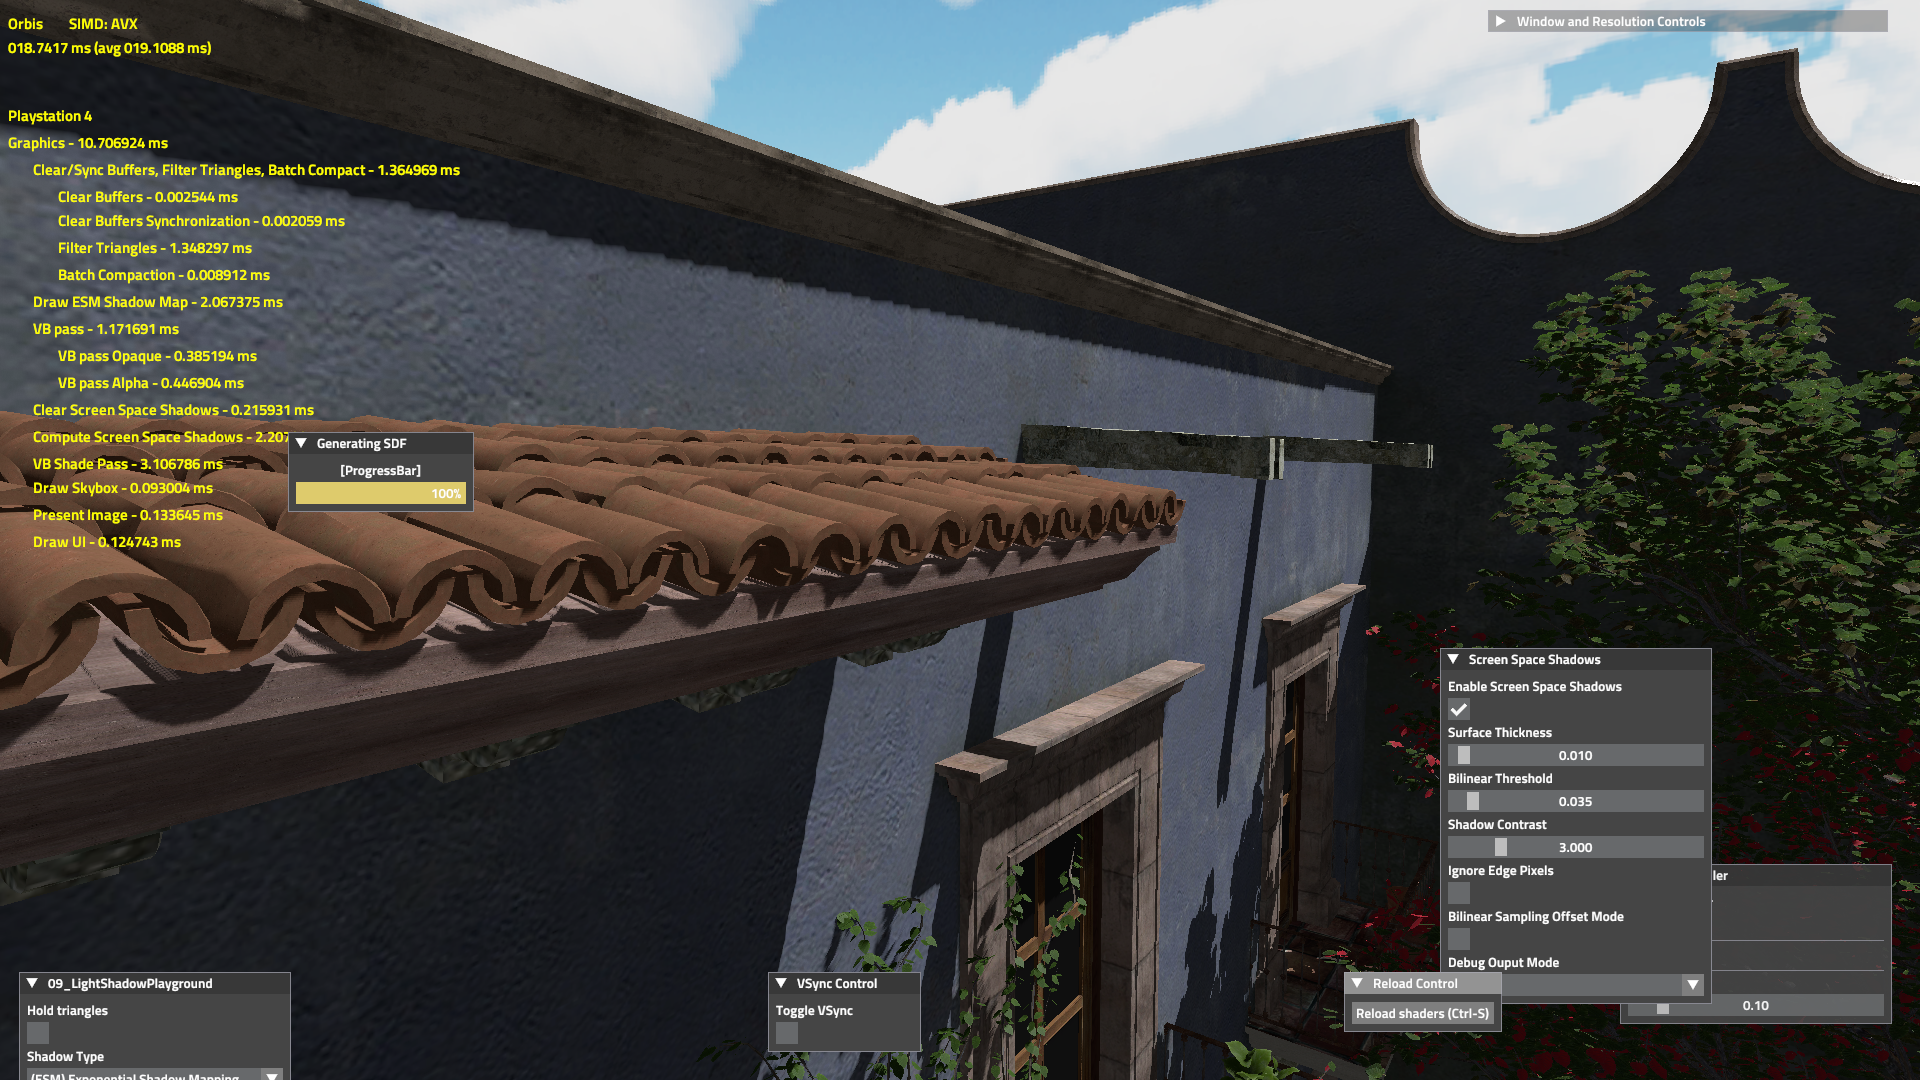 Orbis SIMD: AVX
018.7417 ms (avg 019.1088 ms)
Window and Resolution Controls
Playstation 4
Graphics - 10.706924 ms
Clear/Sync Buffers, Filter Triangles, Batch Compact - 1.364969 ms
Clear Buffers - 0.002544 ms
Clear Buffers Synchronization - 0.002059 ms
Filter Triangles - 1.348297 ms
Batch Compaction - 0.008912 ms
Draw ESM Shadow Map - 2.067375 ms
VB pass - 1.171691 ms
VB pass Opaque - 0.385194 ms
VB pass Alpha - 0.446904 ms
Clear Screen Space Shadows - 0.215931 ms
Compute Screen Space Shadows - 2.207
VB Shade Pass - 3.106786 ms
Draw Skybox - 0.093004 ms
Present Image - 0.133645 ms
Draw UI - 0.124743 ms
Generating SDF
[ProgressBar]
100%
Screen Space Shadows
Enable Screen Space Shadows
Surface Thickness
0.010
Bilinear Threshold
0.035
Shadow Contrast
3.000
Ignore Edge Pixels
Bilinear Sampling Offset Mode
Debug Ouput Mode
ler
0.10
09_LightShadowPlayground
Hold triangles
Shadow Type
(ESM) Exponential Shadow Mapping
VSync Control
Toggle VSync
Reload Control
Reload shaders (Ctrl-S)